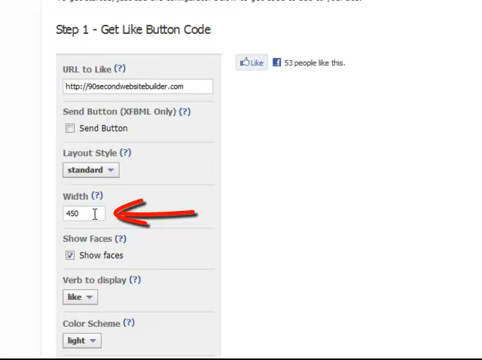 Step 1 - Get Like Button Code
URL to Like (?)
http://90secondwebsitebuilder.com
Send Button (XFBML Only) (?)
Send Button
Layout Style (?)
standard
Width (?)
450
Show Faces (?)
Show faces
Verb to display (?)
like
Color Scheme (?)
light
Like
53 people like this.